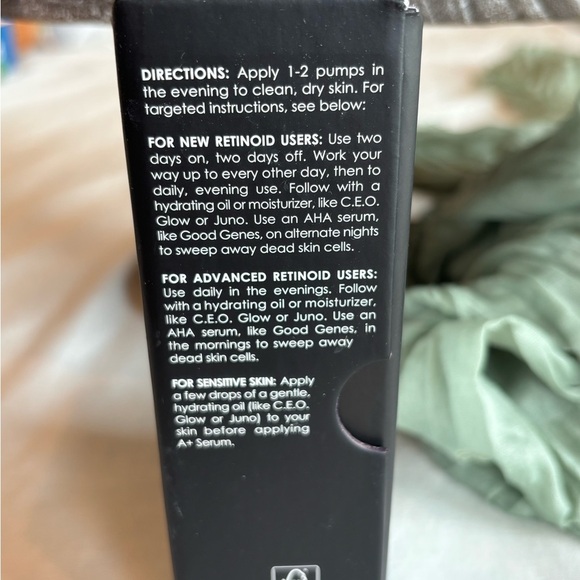 DIRECTIONS: Apply 1-2 pumps in
the evening to clean, dry skin. For
targeted instructions, see below:
FOR NEW RETINOID USERS: Use two
days on, two days off. Work your
way up to every other day, then to
daily, evening use. Follow with a
hydrating oil or moisturizer, like C.E.O.
Glow or Juno. Use an AHA serum,
like Good Genes, on alternate nights
to sweep away dead skin cells.
FOR ADVANCED RETINOID USERS:
Use daily in the evenings. Follow
with a hydrating oil or moisturizer,
like C.E.O. Glow or Juno. Use an
AHA serum, like Good Genes, in
the mornings to sweep away
dead skin cells.
FOR SENSITIVE SKIN: Apply
a few drops of a gentle,
hydrating oil (like C.E.O.
Glow or Juno) to your
skin before applying
A+ Serum.